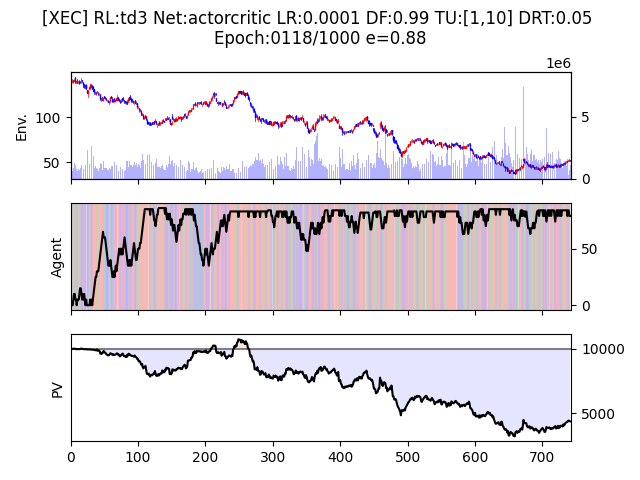 [XEC] RL:td3 Net:actorcritic LR:0.0001 DF:0.99 TU:[1,10] DRT:0.05
Epoch:0118/1000 e=0.88
1e6
Env.
100
50
5
0
Agent
50
0
PV
10000
5000
0 100 200 300 400 500 600 700